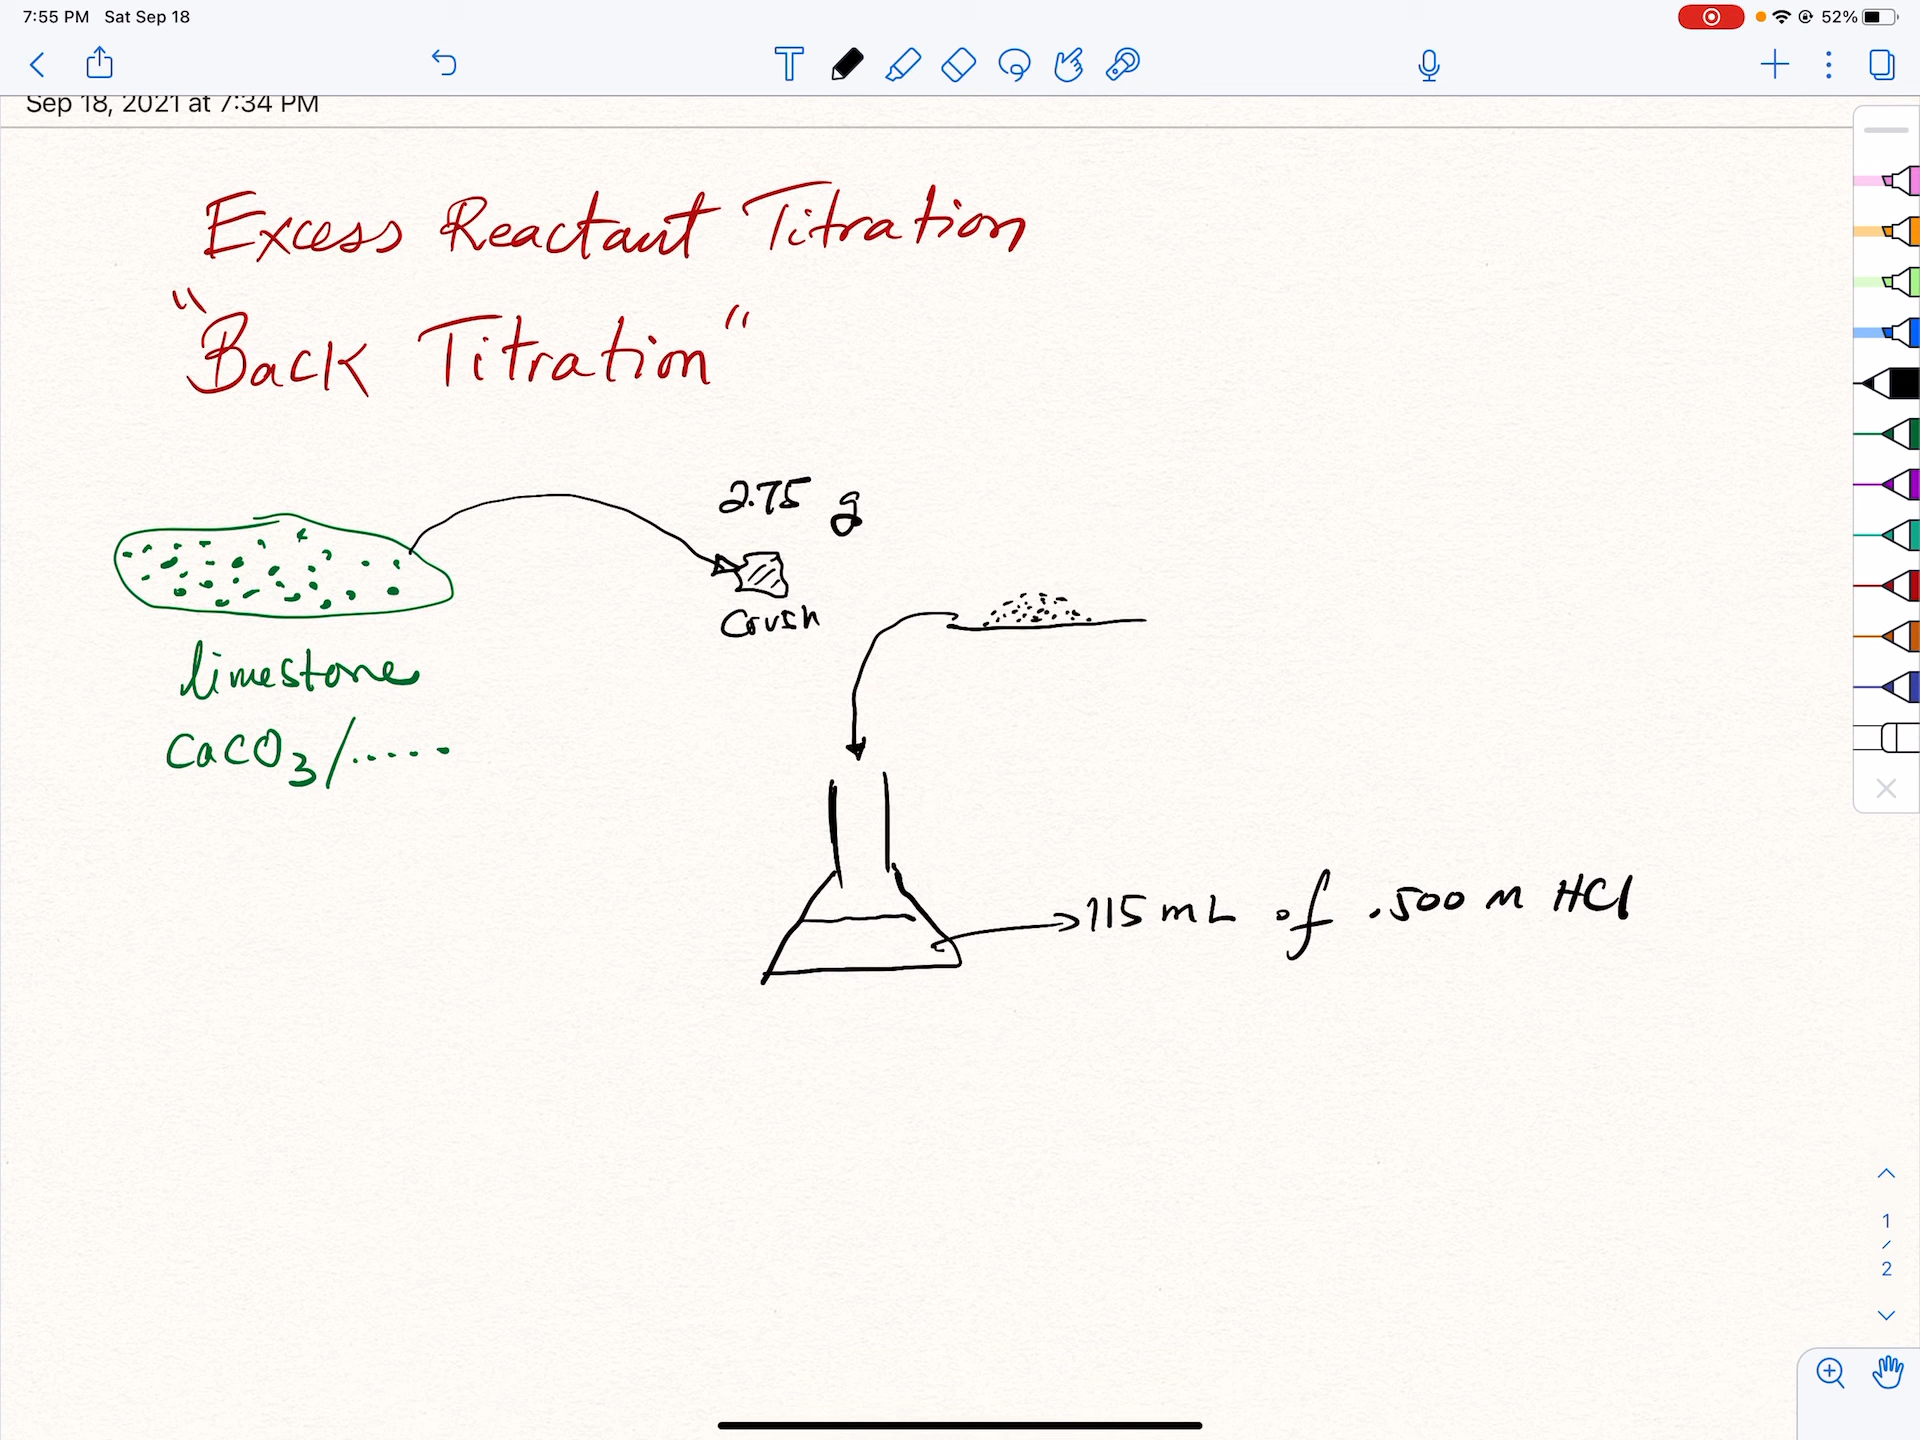 7:55 PM Sat Sep 18
52%
Sep 18, 2021 at 7:34 PM
Excess Reactant Titration
"Back Titration"
2.75 g
Crush
limestone
CaCO3/.....
115 mL of .500 M HCl
1
/
2